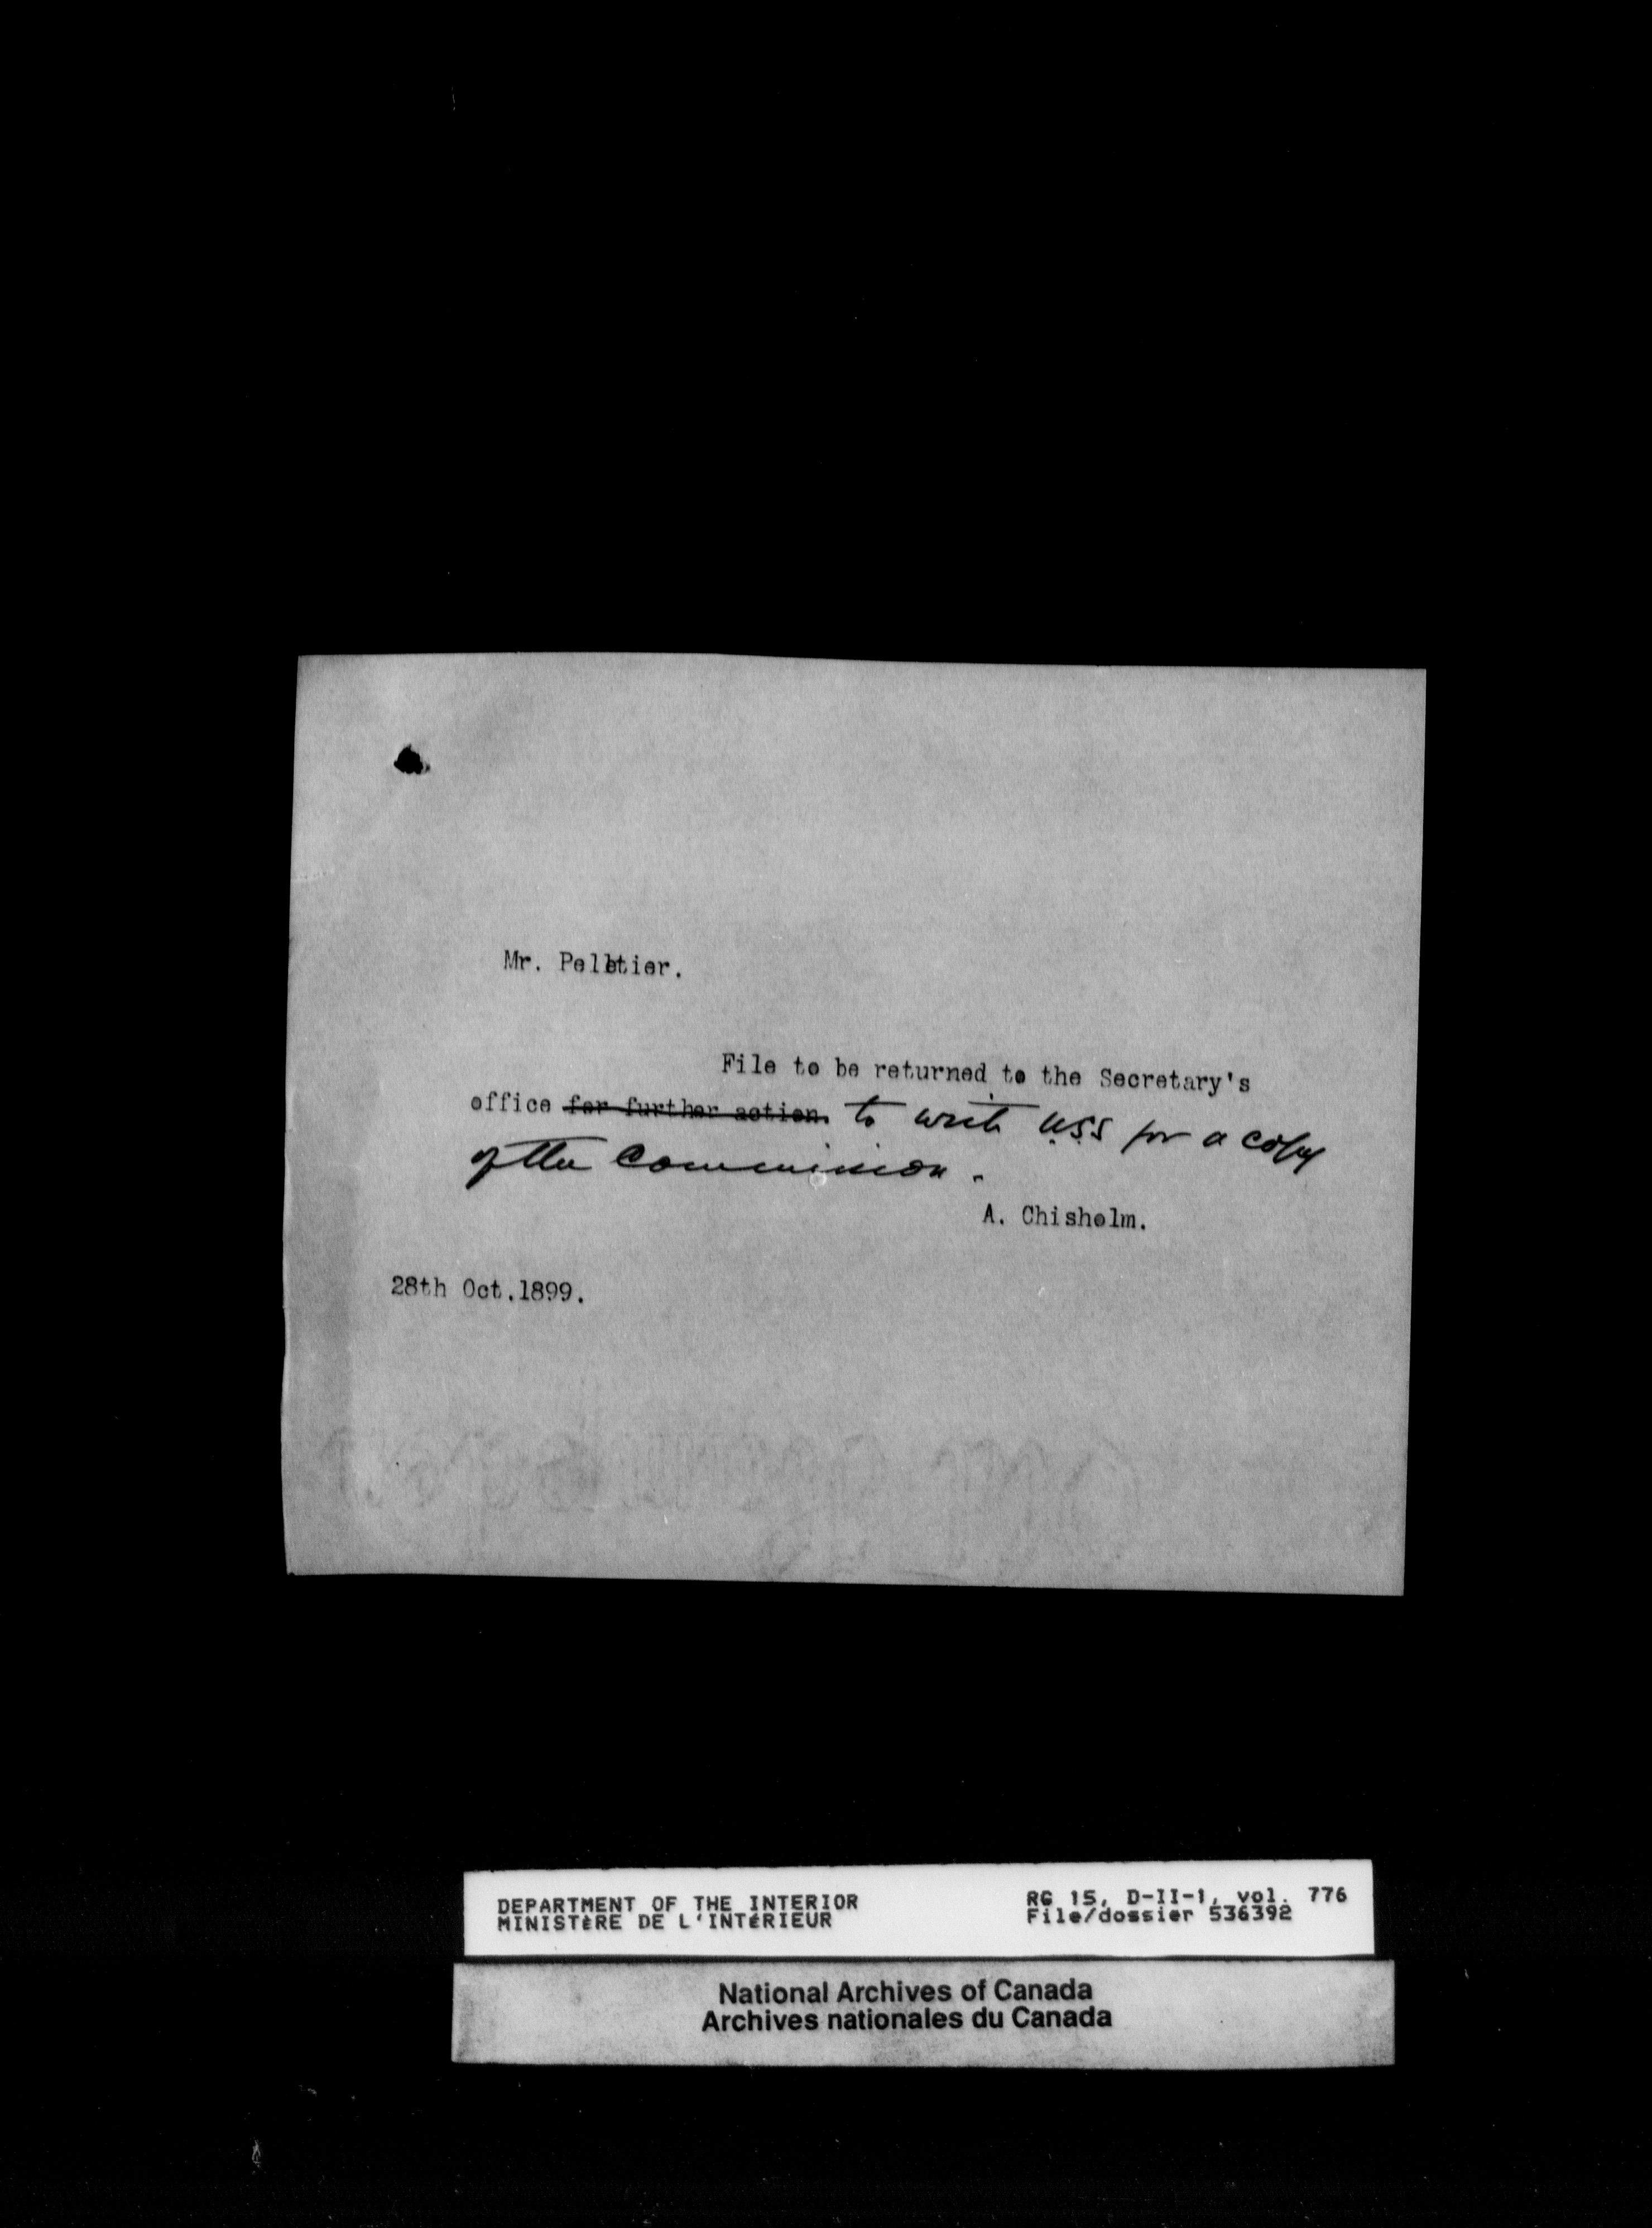 Mr. Pelletier.
File to be returned to the Secretary's
office for further action. to write U.S.S for a copy
of the Commission.
A. Chisholm.
28th Oct.1899.
DEPARTMENT OF THE INTERIOR
MINISTÈRE DE L'INTÉRIEUR
RG 15, D-II-1, vol. 776
File/dossier 536392
National Archives of Canada
Archives nationales du Canada